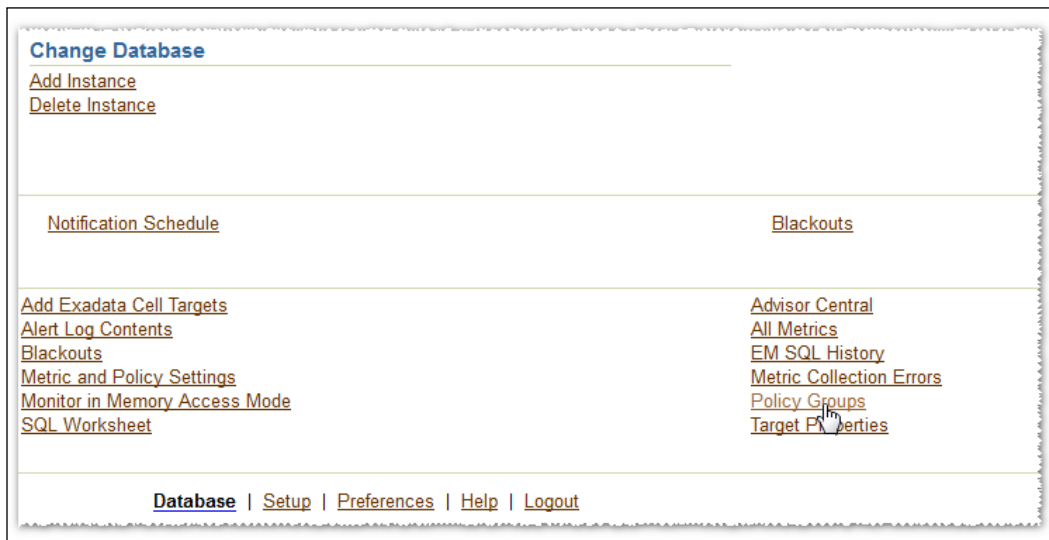 Change Database
Add Instance
Delete Instance
Notification Schedule
Blackouts
Add Exadata Cell Targets
Alert Log Contents
Blackouts
Metric and Policy Settings
Monitor in Memory Access Mode
SQL Worksheet
Advisor Central
All Metrics
EM SQL History
Metric Collection Errors
Policy Groups
Target Properties
Database | Setup | Preferences | Help | Logout